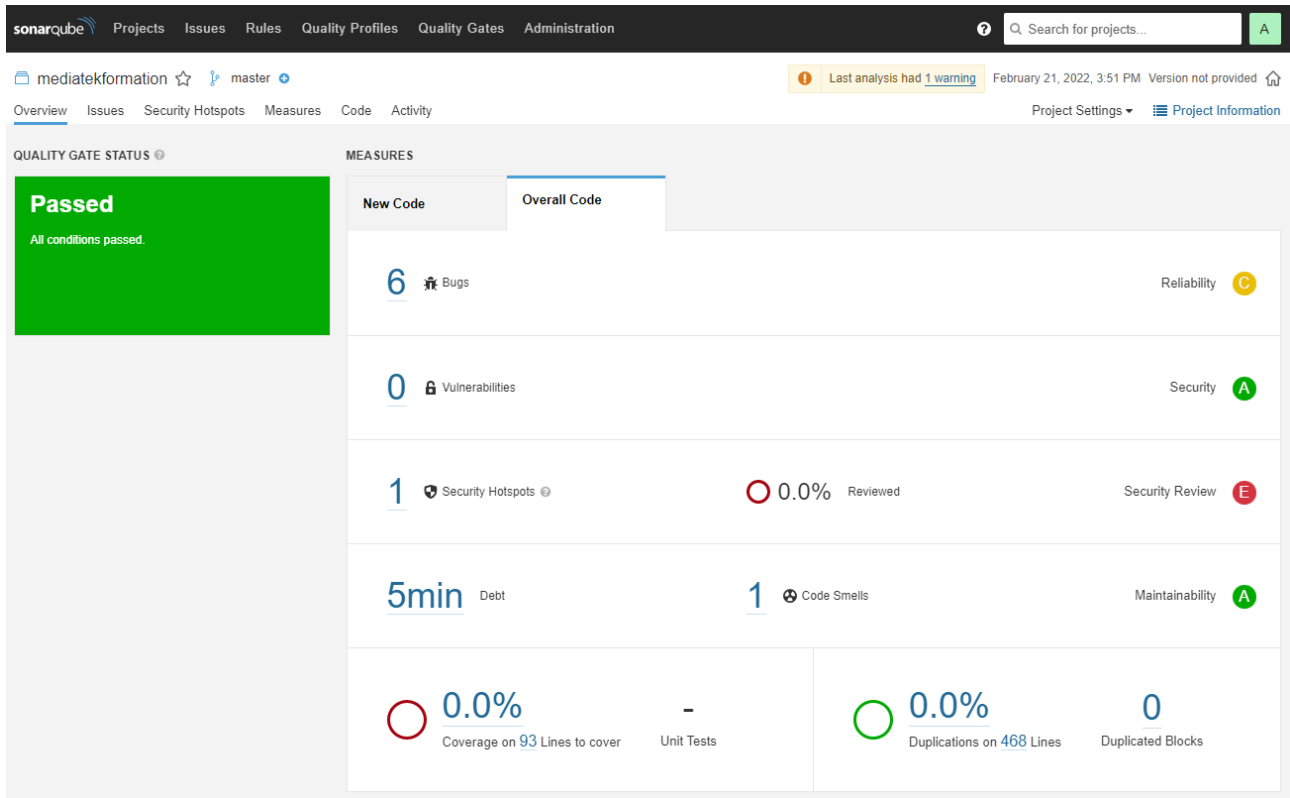 sonarqube Projects Issues Rules Quality Profiles Quality Gates Administration ? Search for projects... A
mediatekformation master Last analysis had 1 warning February 21, 2022, 3:51 PM Version not provided
Overview Issues Security Hotspots Measures Code Activity Project Settings Project Information
QUALITY GATE STATUS ? MEASURES
Passed
All conditions passed.
New Code Overall Code
6 Bugs Reliability C
0 Vulnerabilities Security A
1 Security Hotspots ? 0.0% Reviewed Security Review E
5min Debt 1 Code Smells Maintainability A
0.0% - 0.0% 0
Coverage on 93 Lines to cover Unit Tests Duplications on 468 Lines Duplicated Blocks